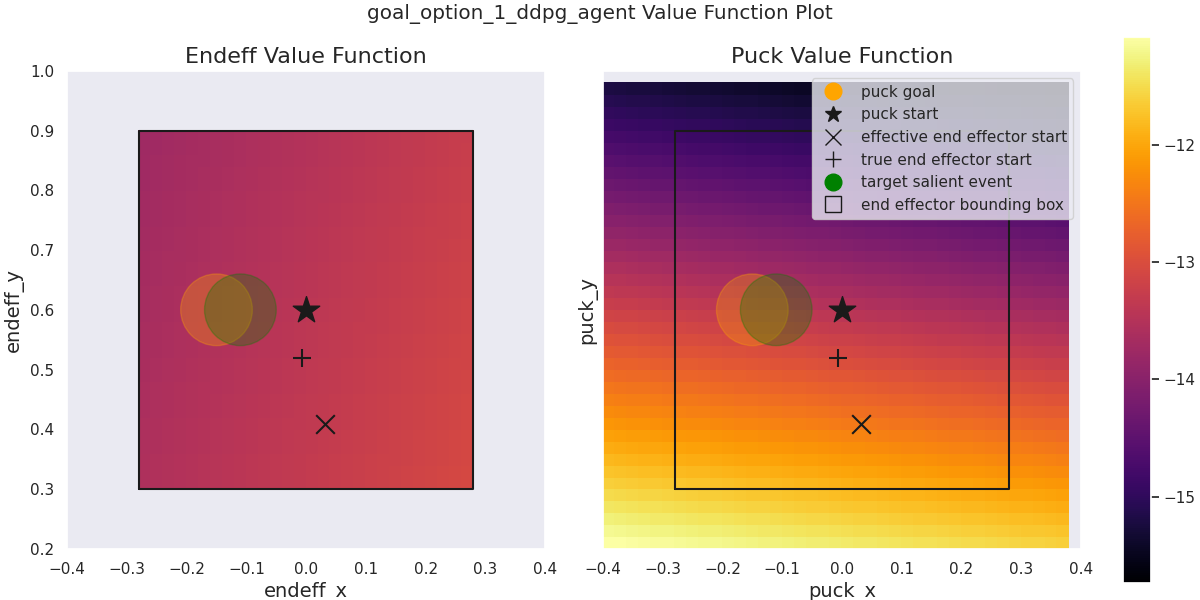 goal_option_1_ddpg_agent Value Function Plot
Endeff Value Function
1.0
0.9
0.8
0.7
0.6
0.5
0.4
0.3
0.2
endeff_y
−0.4 −0.3 −0.2 −0.1 0.0 0.1 0.2 0.3 0.4
endeff_x
Puck Value Function
puck goal
puck start
effective end effector start
true end effector start
target salient event
end effector bounding box
puck_y
−0.4 −0.3 −0.2 −0.1 0.0 0.1 0.2 0.3 0.4
puck_x
−12
−13
−14
−15